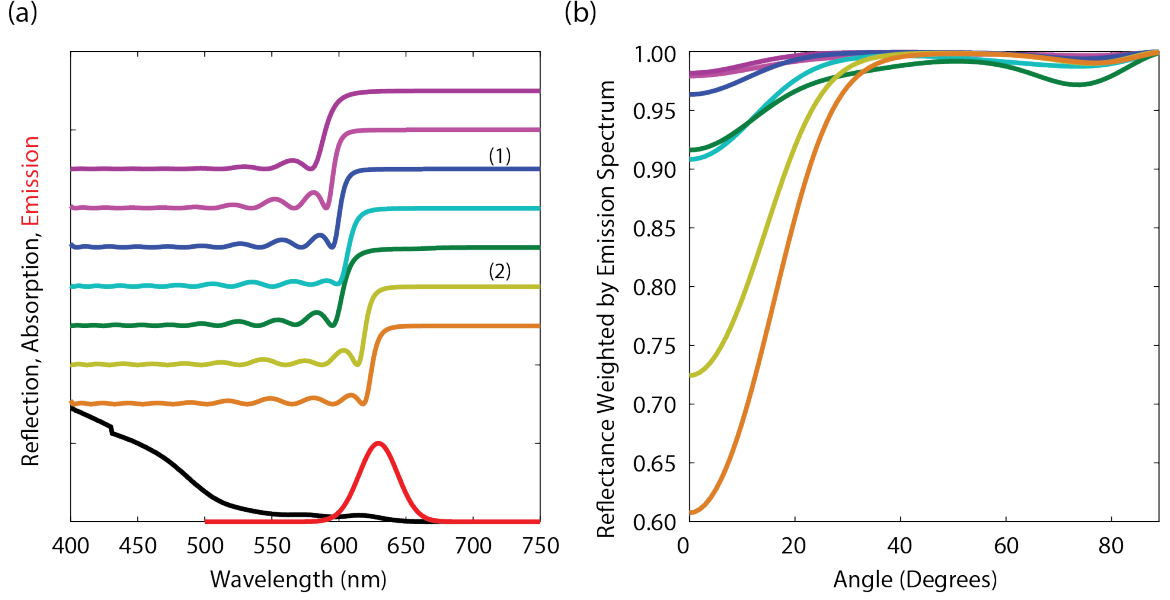 (a)
(b)
Reflection, Absorption, Emission
(1)
(2)
400 450 500 550 600 650 700 750
Wavelength (nm)
Reflectance Weighted by Emission Spectrum
1.00
0.95
0.90
0.85
0.80
0.75
0.70
0.65
0.60
0 20 40 60 80
Angle (Degrees)